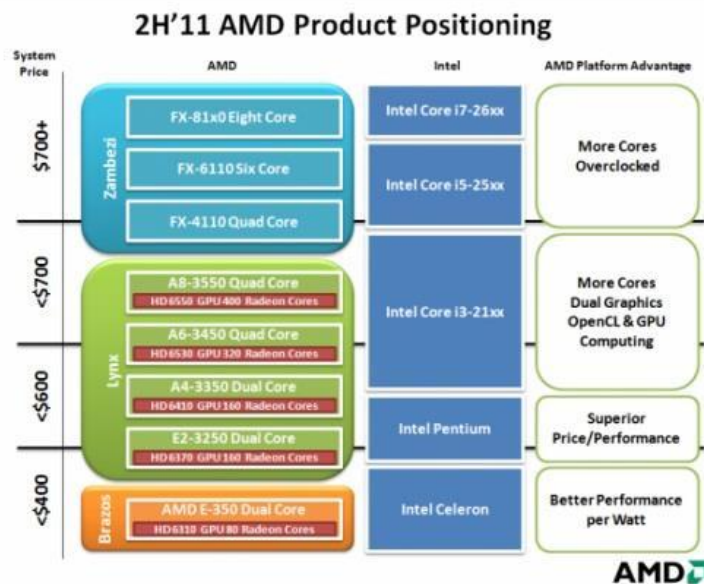 2H'11 AMD Product Positioning
System
Price
AMD
Intel
AMD Platform Advantage
$700+
<$700
<$600
<$400
Zambezi
FX-81x0 Eight Core
FX-6110 Six Core
FX-4110 Quad Core
Lynx
A8-3550 Quad Core
HD6550 GPU 400 Radeon Cores
A6-3450 Quad Core
HD6530 GPU 320 Radeon Cores
A4-3350 Dual Core
HD6410 GPU 160 Radeon Cores
E2-3250 Dual Core
HD6370 GPU 160 Radeon Cores
Brazos
AMD E-350 Dual Core
HD6310 GPU 80 Radeon Cores
Intel Core i7-26xx
Intel Core i5-25xx
Intel Core i3-21xx
Intel Pentium
Intel Celeron
More Cores
Overclocked
More Cores
Dual Graphics
OpenCL & GPU
Computing
Superior
Price/Performance
Better Performance
per Watt
AMD